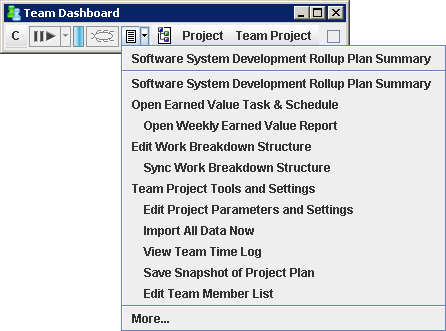 Team Dashboard
C Project Team Project
Software System Development Rollup Plan Summary
Software System Development Rollup Plan Summary
Open Earned Value Task & Schedule
Open Weekly Earned Value Report
Edit Work Breakdown Structure
Sync Work Breakdown Structure
Team Project Tools and Settings
Edit Project Parameters and Settings
Import All Data Now
View Team Time Log
Save Snapshot of Project Plan
Edit Team Member List
More...